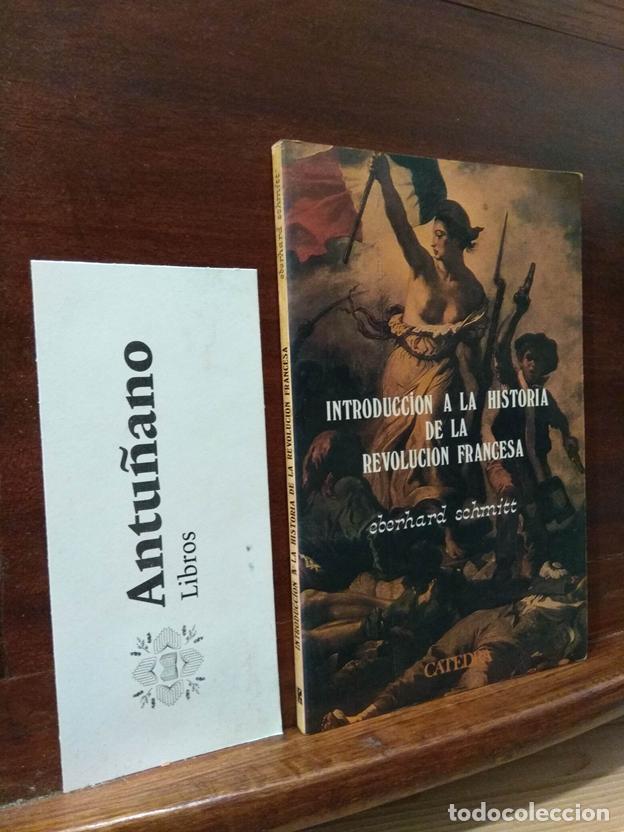 Antuñano
Libros
eberhard schmitt
INTRODUCCION A LA HISTORIA DE LA REVOLUCION FRANCESA
INTRODUCCION A LA HISTORIA
DE LA
REVOLUCION FRANCESA
eberhard schmitt
CATEDRA
todocoleccion